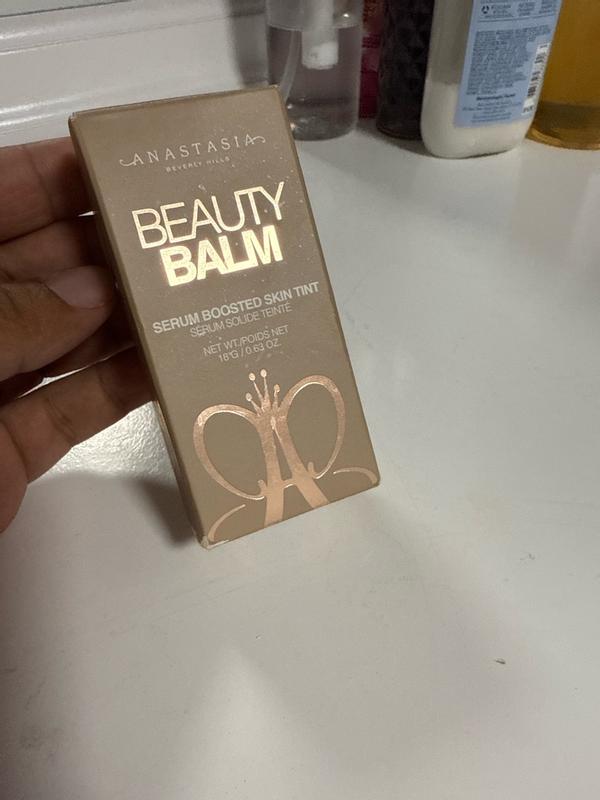 ANASTASIA
BEVERLY HILLS
BEAUTY
BALM
SERUM BOOSTED SKIN TINT
SÉRUM SOLIDE TEINTÉ
NET WT./POIDS NET
18 G / 0.63 OZ.